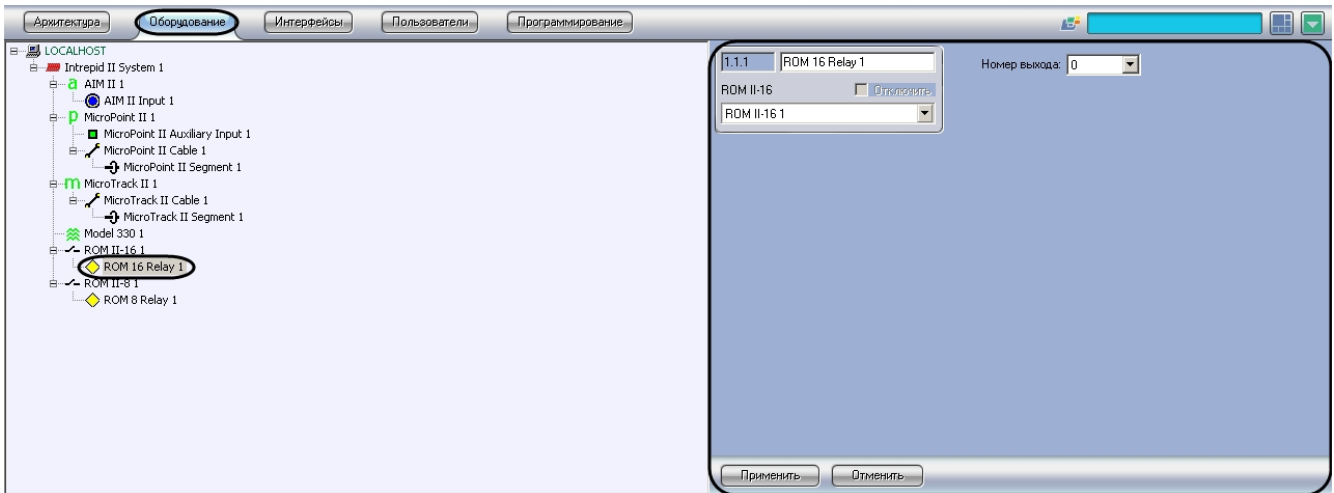 Архитектура Оборудование Интерфейсы Пользователи Программирование
LOCALHOST
Intrepid II System 1
a AIM II 1
AIM II Input 1
p MicroPoint II 1
MicroPoint II Auxiliary Input 1
MicroPoint II Cable 1
MicroPoint II Segment 1
m MicroTrack II 1
MicroTrack II Cable 1
MicroTrack II Segment 1
Model 330 1
ROM II-16 1
ROM 16 Relay 1
ROM II-8 1
ROM 8 Relay 1
1.1.1 ROM 16 Relay 1
ROM II-16 Отключить
ROM II-16 1
Номер выхода: 0
Применить Отменить